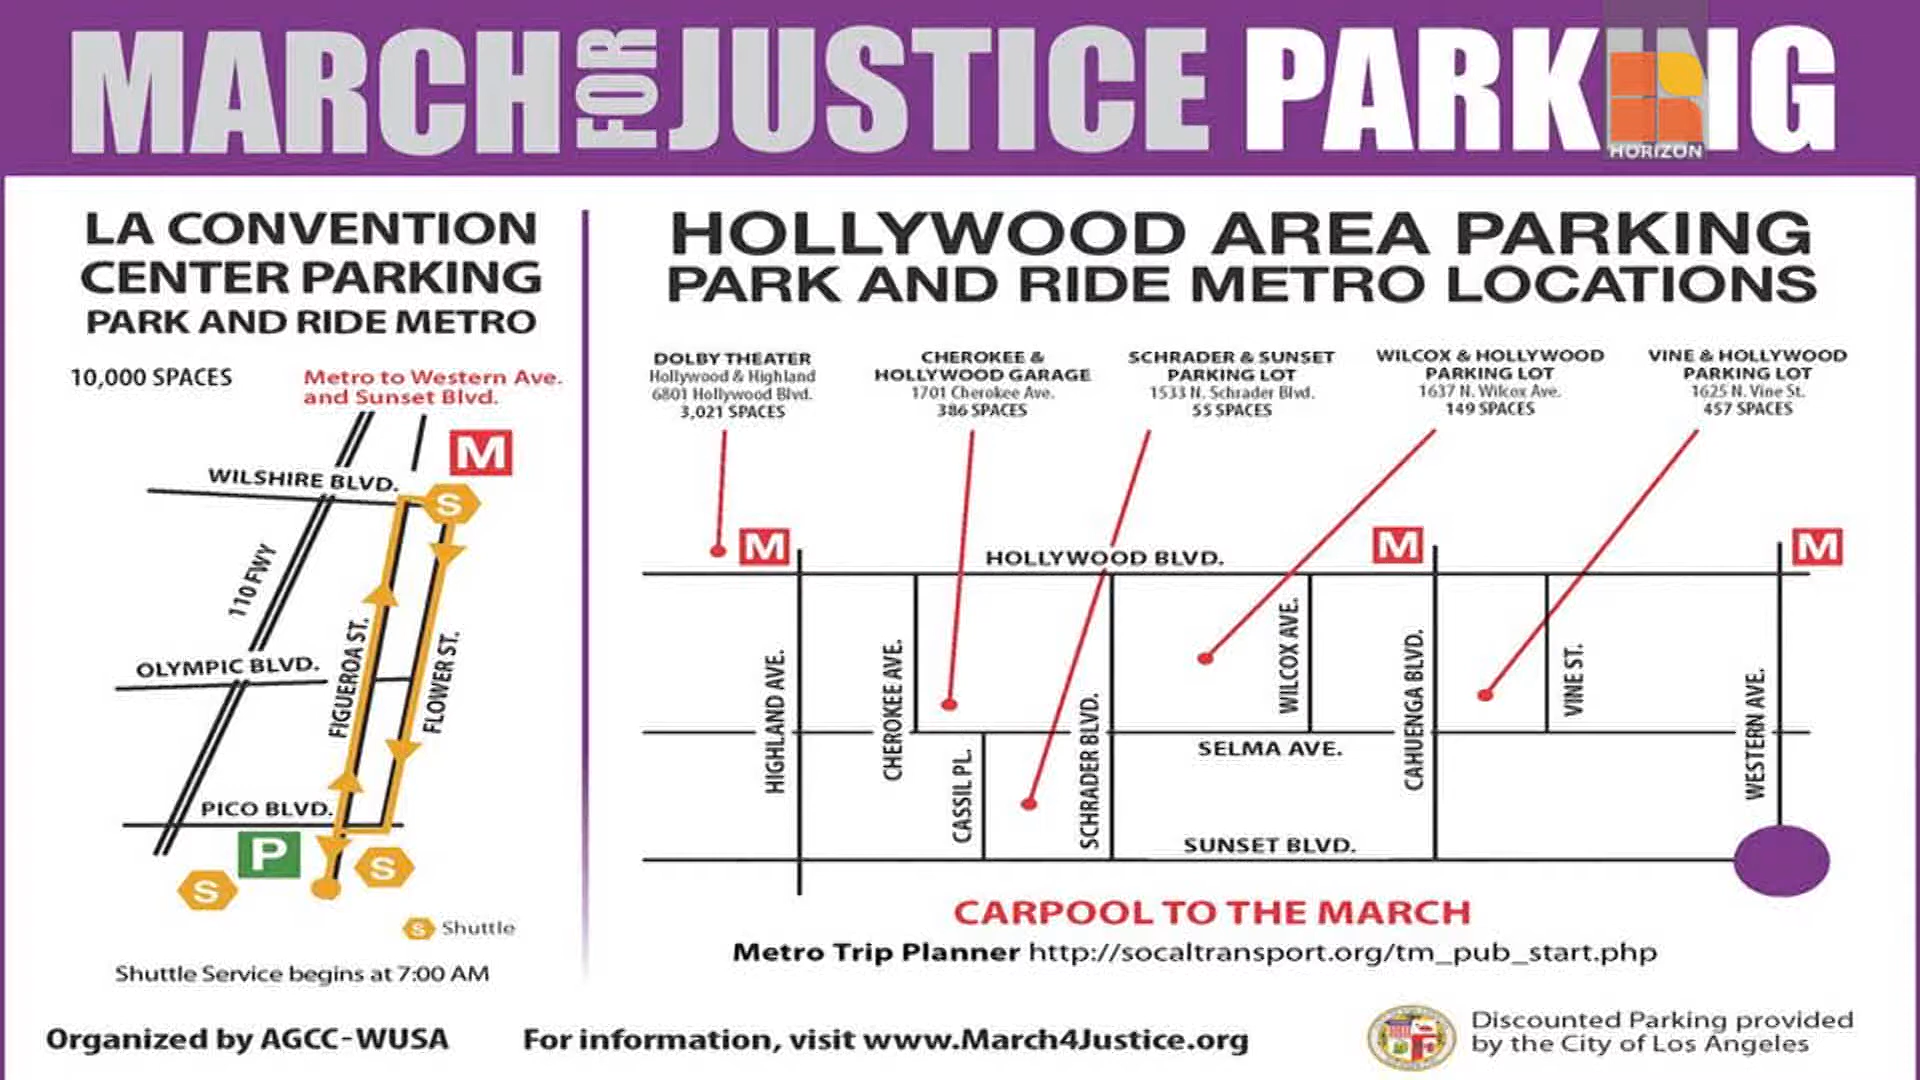 MARCH FOR JUSTICE PARKING
HORIZON
LA CONVENTION
CENTER PARKING
PARK AND RIDE METRO
10,000 SPACES
Metro to Western Ave.
and Sunset Blvd.
M
WILSHIRE BLVD.
S
110 FWY
FIGUEROA ST.
FLOWER ST.
OLYMPIC BLVD.
PICO BLVD.
P
S
S
S Shuttle
Shuttle Service begins at 7:00 AM
HOLLYWOOD AREA PARKING
PARK AND RIDE METRO LOCATIONS
DOLBY THEATER
Hollywood & Highland
6801 Hollywood Blvd.
3,021 SPACES
CHEROKEE &
HOLLYWOOD GARAGE
1701 Cherokee Ave.
386 SPACES
SCHRADER & SUNSET
PARKING LOT
1533 N. Schrader Blvd.
55 SPACES
WILCOX & HOLLYWOOD
PARKING LOT
1637 N. Wilcox Ave.
149 SPACES
VINE & HOLLYWOOD
PARKING LOT
1625 N. Vine St.
457 SPACES
M
M
M
HOLLYWOOD BLVD.
HIGHLAND AVE.
CHEROKEE AVE.
CASSIL PL.
SCHRADER BLVD.
WILCOX AVE.
CAHUENGA BLVD.
VINE ST.
WESTERN AVE.
SELMA AVE.
SUNSET BLVD.
CARPOOL TO THE MARCH
Metro Trip Planner http://socaltransport.org/tm_pub_start.php
Organized by AGCC-WUSA
For information, visit www.March4Justice.org
Discounted Parking provided
by the City of Los Angeles